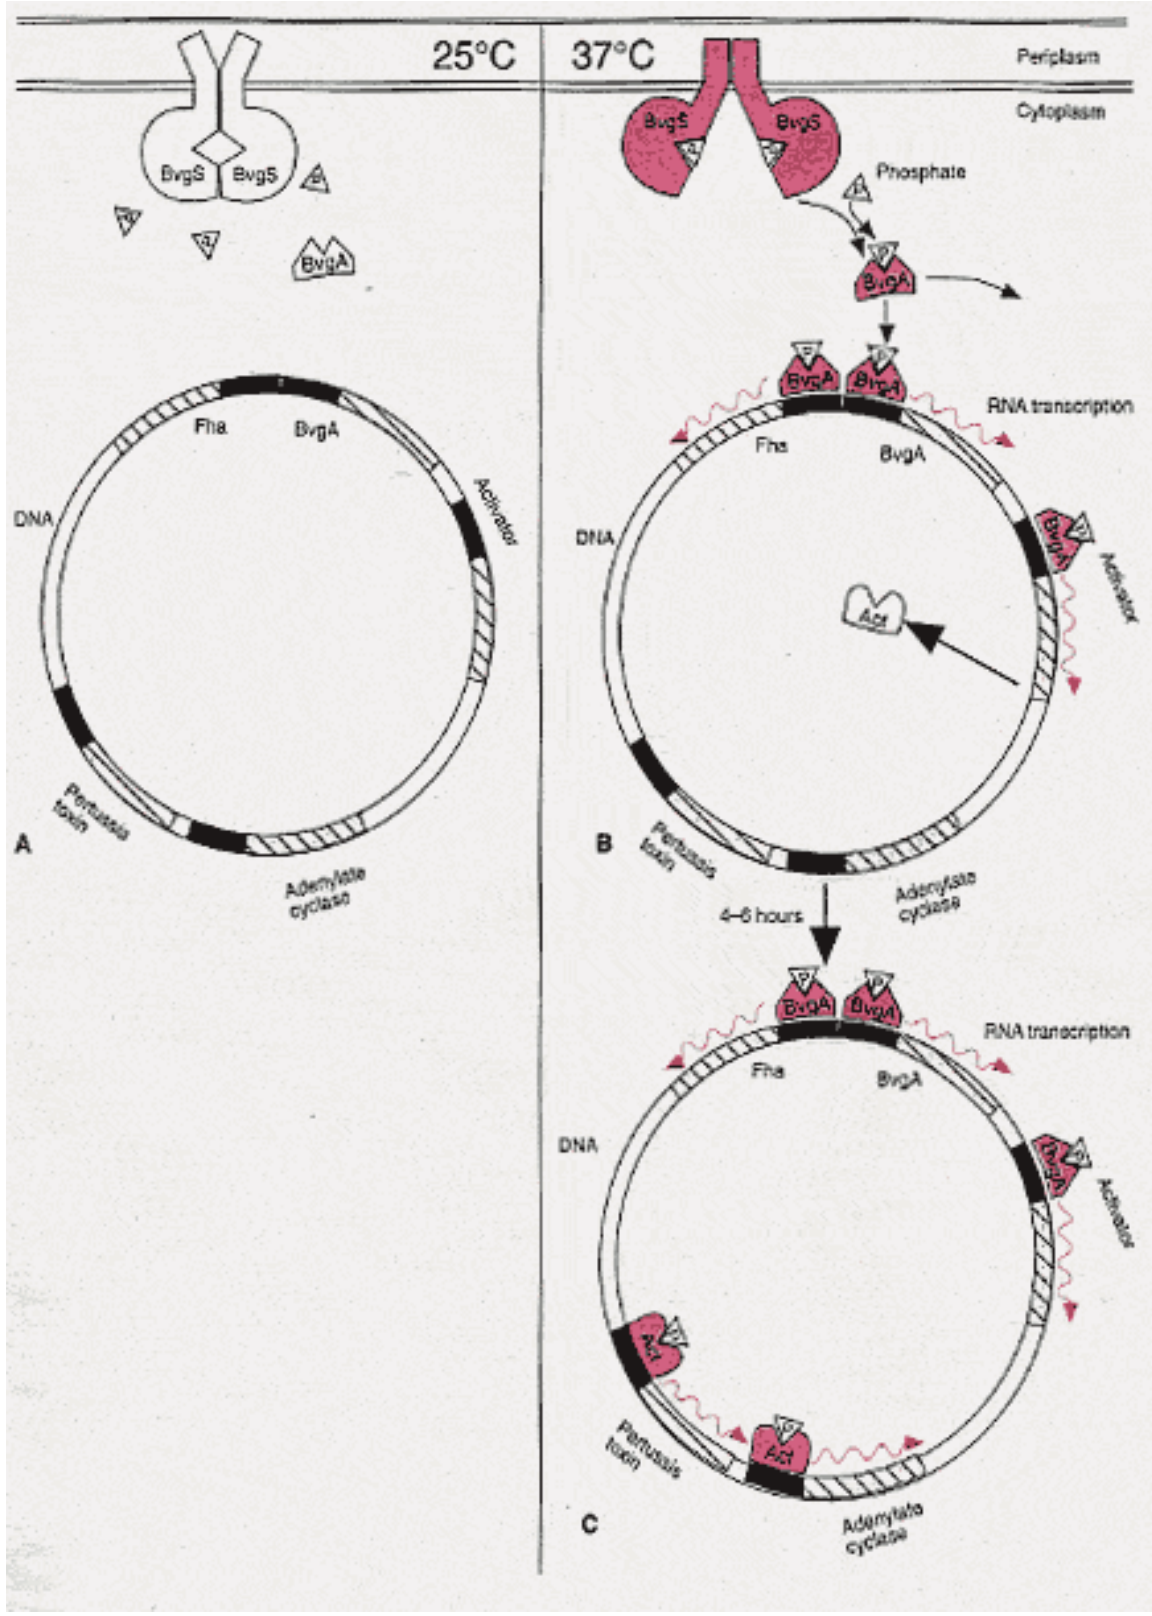 25°C
BvgS
BvgS
P
P
P
BvgA
Fha
BvgA
DNA
Activator
Pertussis
toxin
Adenylate
cyclase
A
37°C
Periplasm
Cytoplasm
BvgS
BvgS
P
P
Phosphate
P
P
BvgA
P
BvgA
P
BvgA
RNA transcription
Fha
BvgA
DNA
P
BvgA
Activator
Act
Pertussis
toxin
Adenylate
cyclase
B
4–6 hours
P
BvgA
P
BvgA
RNA transcription
Fha
BvgA
DNA
P
BvgA
Activator
P
Act
P
Act
Pertussis
toxin
Adenylate
cyclase
C